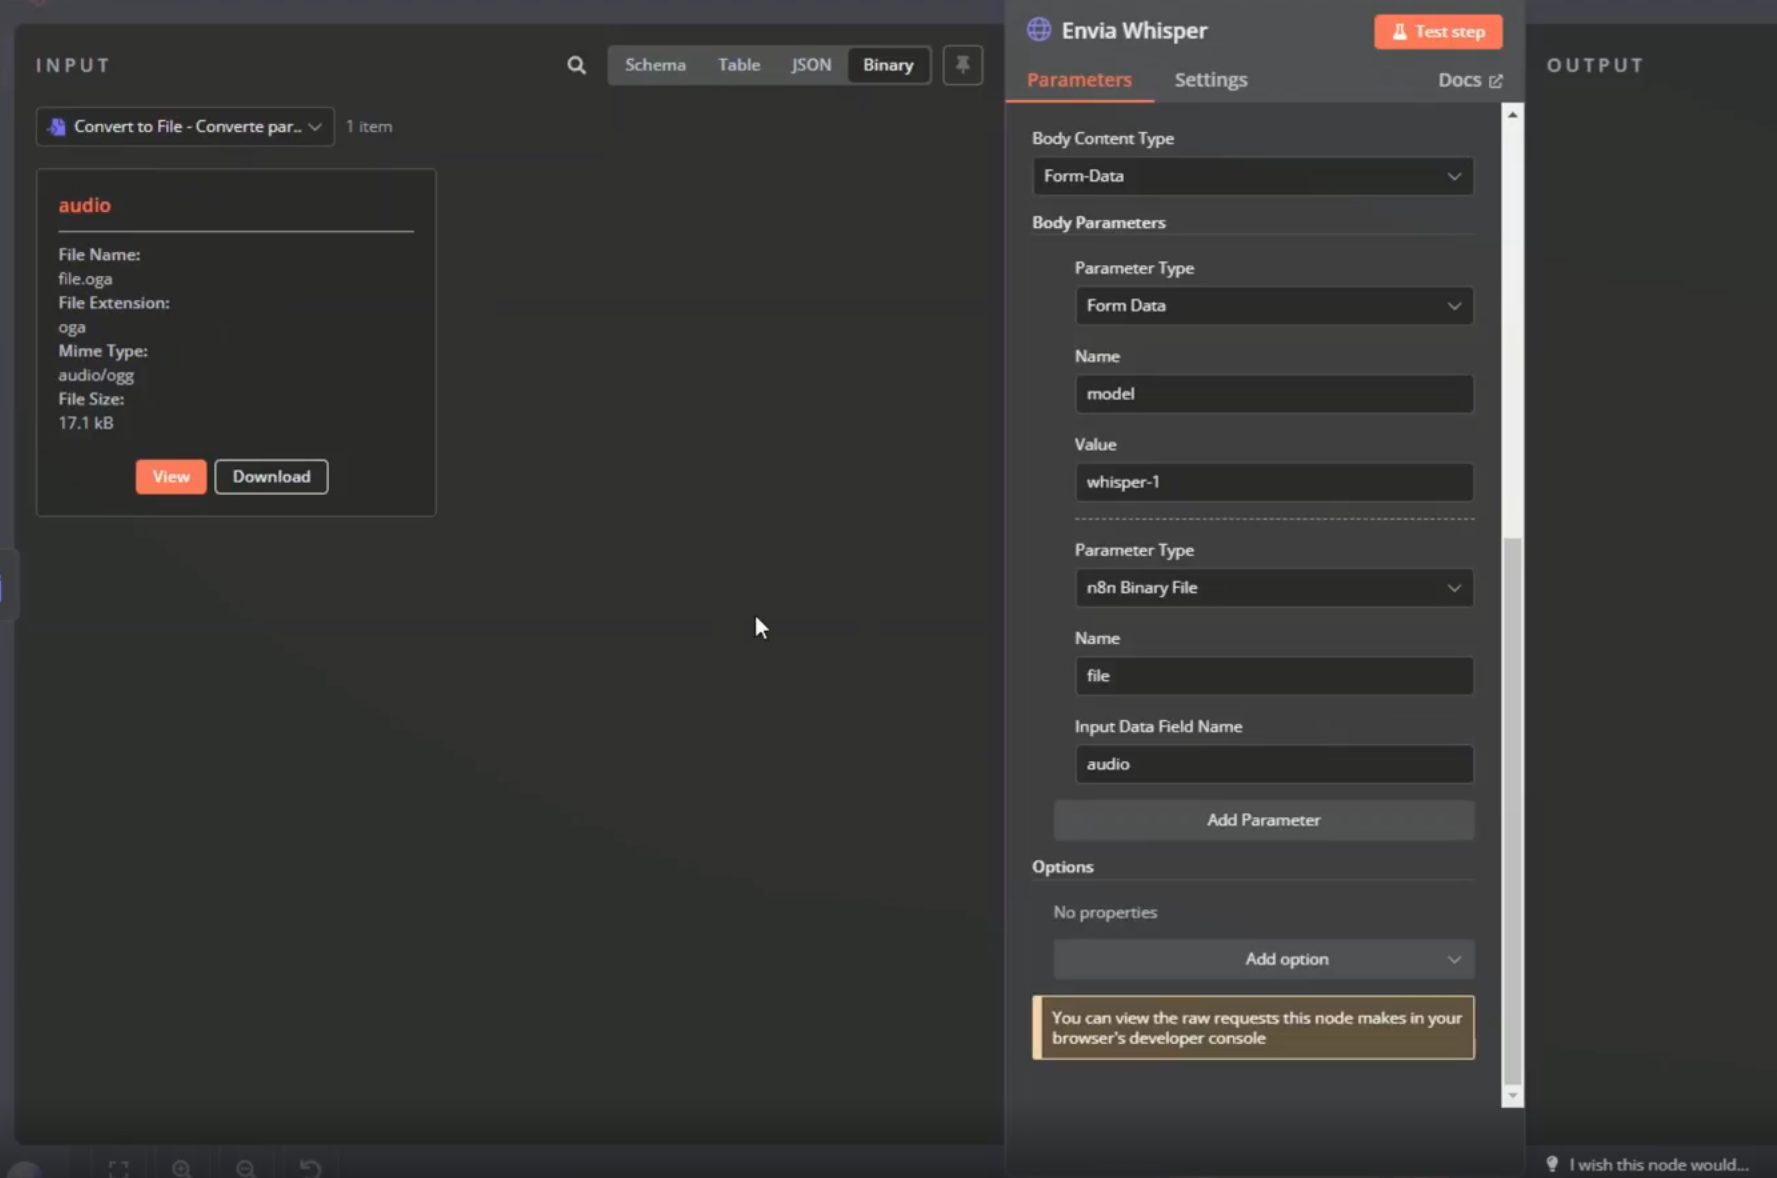 INPUT
Schema
Table
JSON
Binary
Convert to File - Converte par..
1 item
audio
File Name:
file.oga
File Extension:
oga
Mime Type:
audio/ogg
File Size:
17.1 kB
View
Download
Envia Whisper
Test step
Parameters
Settings
Docs
Body Content Type
Form-Data
Body Parameters
Parameter Type
Form Data
Name
model
Value
whisper-1
Parameter Type
n8n Binary File
Name
file
Input Data Field Name
audio
Add Parameter
Options
No properties
Add option
You can view the raw requests this node makes in your
browser's developer console
OUTPUT
I wish this node would...